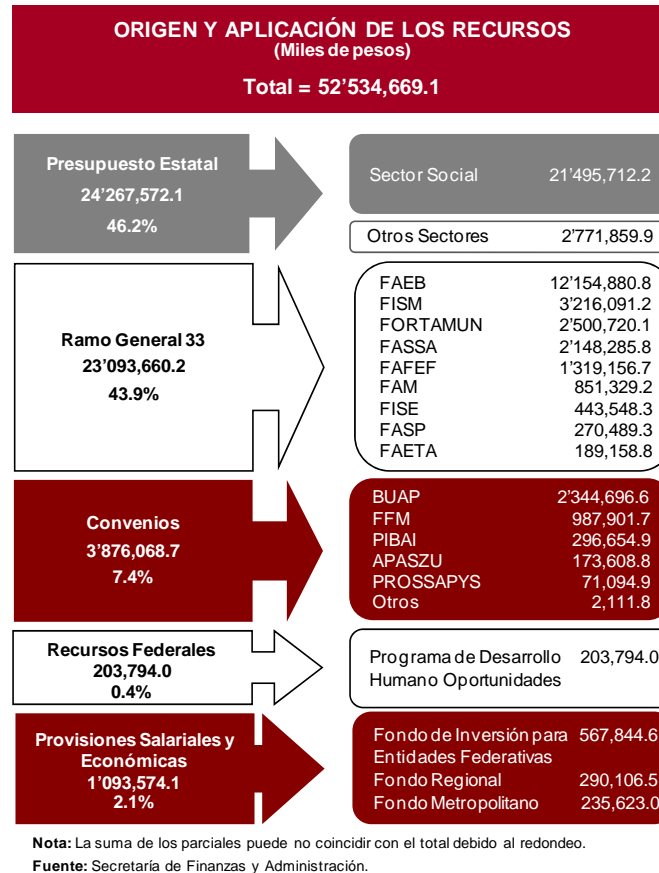 ORIGEN Y APLICACIÓN DE LOS RECURSOS
(Miles de pesos)
Total = 52'534,669.1
Presupuesto Estatal
24'267,572.1
46.2%
Sector Social 21'495,712.2
Otros Sectores 2'771,859.9
Ramo General 33
23'093,660.2
43.9%
FAEB 12'154,880.8
FISM 3'216,091.2
FORTAMUN 2'500,720.1
FASSA 2'148,285.8
FAFEF 1'319,156.7
FAM 851,329.2
FISE 443,548.3
FASP 270,489.3
FAETA 189,158.8
Convenios
3'876,068.7
7.4%
BUAP 2'344,696.6
FFM 987,901.7
PIBAI 296,654.9
APASZU 173,608.8
PROSSAPYS 71,094.9
Otros 2,111.8
Recursos Federales
203,794.0
0.4%
Programa de Desarrollo 203,794.0
Humano Oportunidades
Provisiones Salariales y
Económicas
1'093,574.1
2.1%
Fondo de Inversión para 567,844.6
Entidades Federativas
Fondo Regional 290,106.5
Fondo Metropolitano 235,623.0
Nota: La suma de los parciales puede no coincidir con el total debido al redondeo.
Fuente: Secretaría de Finanzas y Administración.